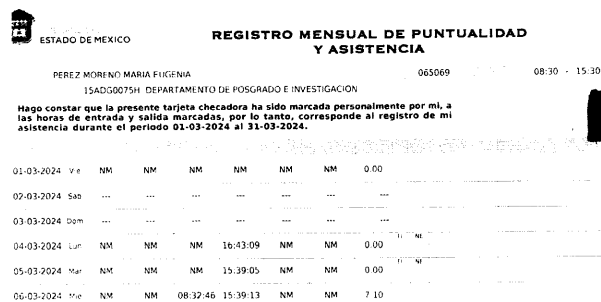 ESTADO DE MEXICO
REGISTRO MENSUAL DE PUNTUALIDAD
Y ASISTENCIA
PEREZ MORENO MARIA EUGENIA 065069 08:30 - 15:30
15ADG0075H DEPARTAMENTO DE POSGRADO E INVESTIGACION
Hago constar que la presente tarjeta checadora ha sido marcada personalmente por mi, a
las horas de entrada y salida marcadas, por lo tanto, corresponde al registro de mi
asistencia durante el periodo 01-03-2024 al 31-03-2024.
01-03-2024 Vie NM NM NM NM NM NM 0.00
02-03-2024 Sab --- --- --- --- --- --- ---
03-03-2024 Dom --- --- --- --- --- --- ---
04-03-2024 Lun NM NM NM 16:43:09 NM NM 0.00 NE
05-03-2024 Mar NM NM NM 15:39:05 NM NM 0.00 NE
06-03-2024 Mie NM NM 08:32:46 15:39:13 NM NM 7.10